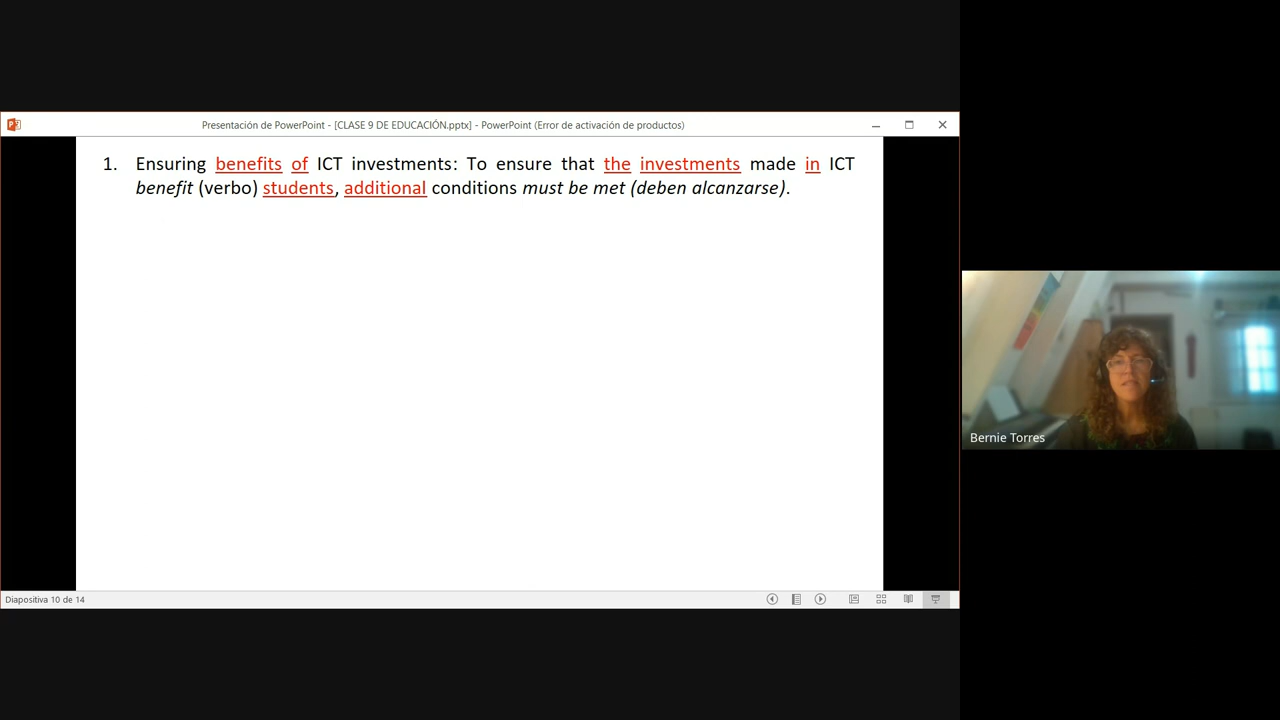 Presentación de PowerPoint - [CLASE 9 DE EDUCACIÓN.pptx] - PowerPoint (Error de activación de productos)
1. Ensuring benefits of ICT investments: To ensure that the investments made in ICT
benefit (verbo) students, additional conditions must be met (deben alcanzarse).
Bernie Torres
Diapositiva 10 de 14